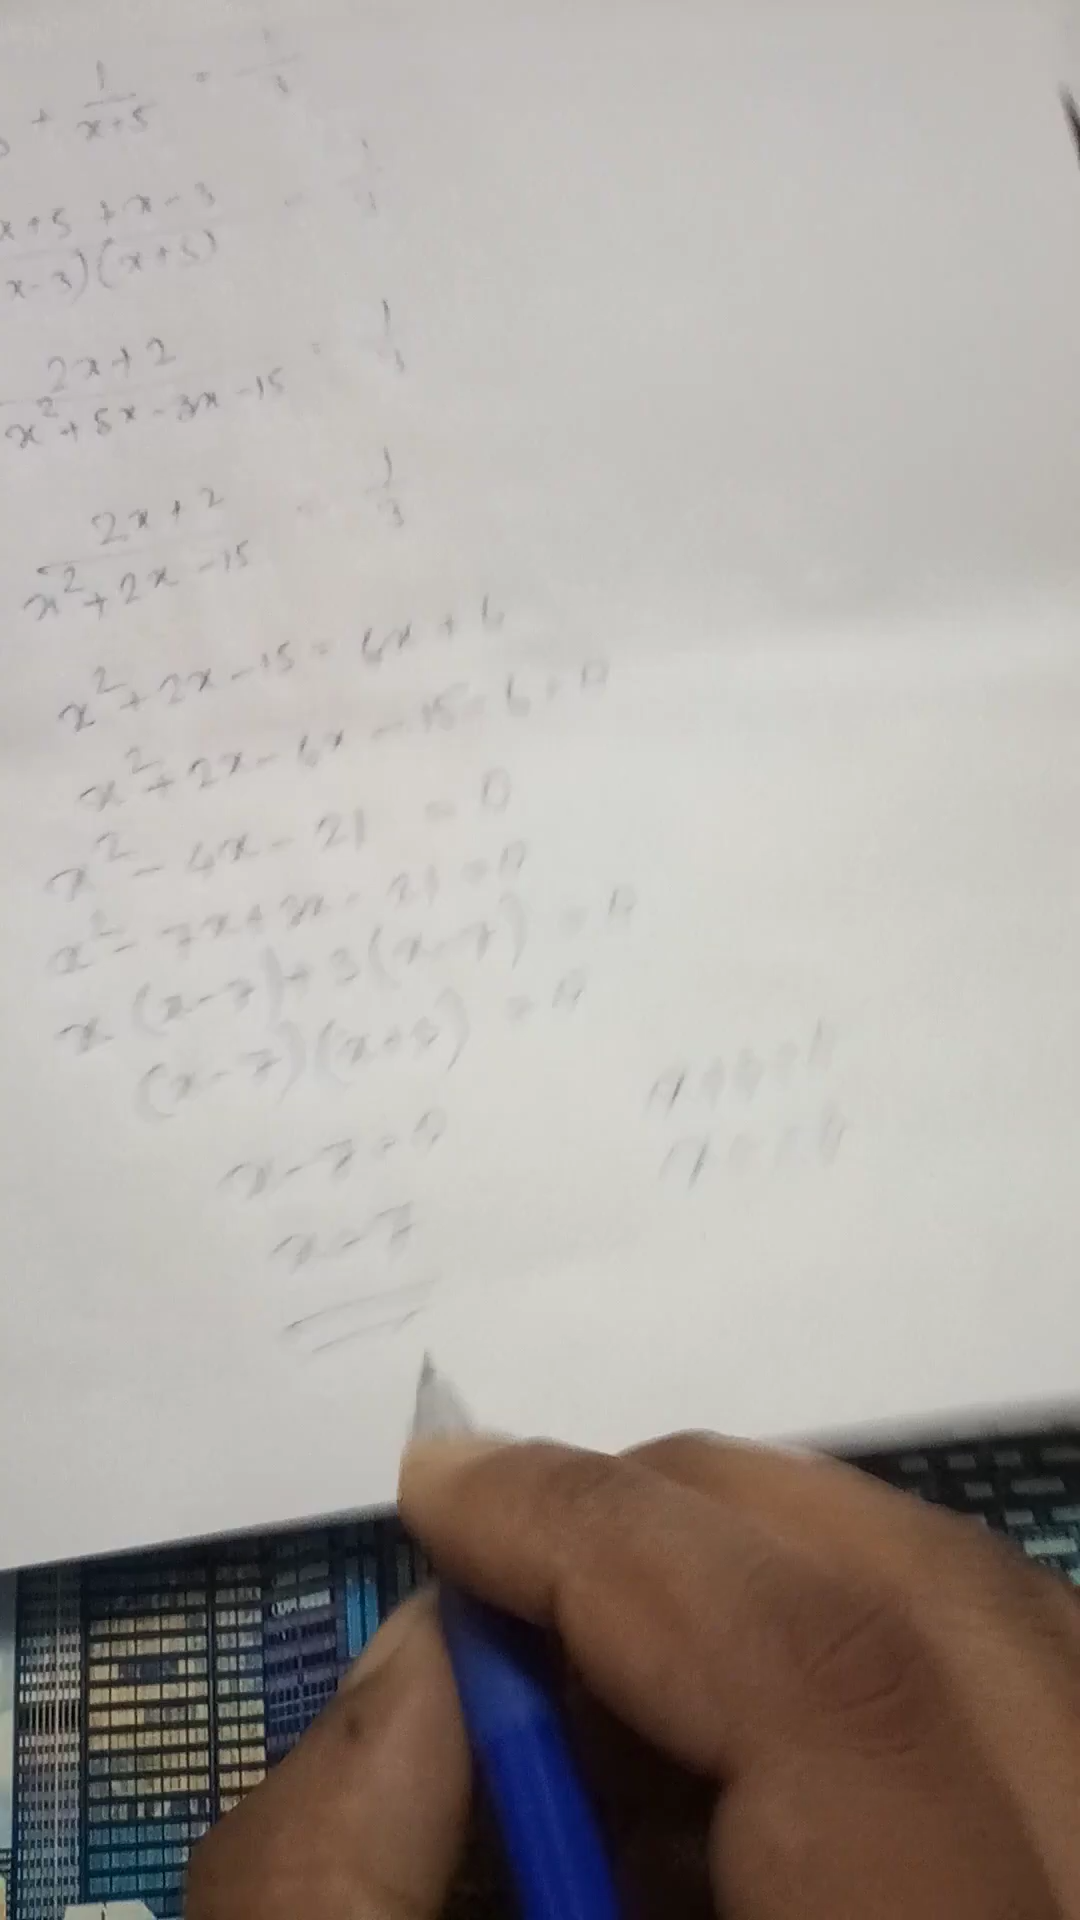 + 1/(x+5) = 1/3
x+5 + x-3 / x-3)(x+5) = 1/3
2x+2 / x²+5x-3x-15 = 1/3
2x+2 / x²+2x-15 = 1/3
x²+2x-15 = 6x+6
x²+2x-6x-15-6=0
x²-4x-21 = 0
x²-7x+3x-21=0
x(x-7)+3(x-7)=0
(x-7)(x+3)=0
x-7=0
x=7